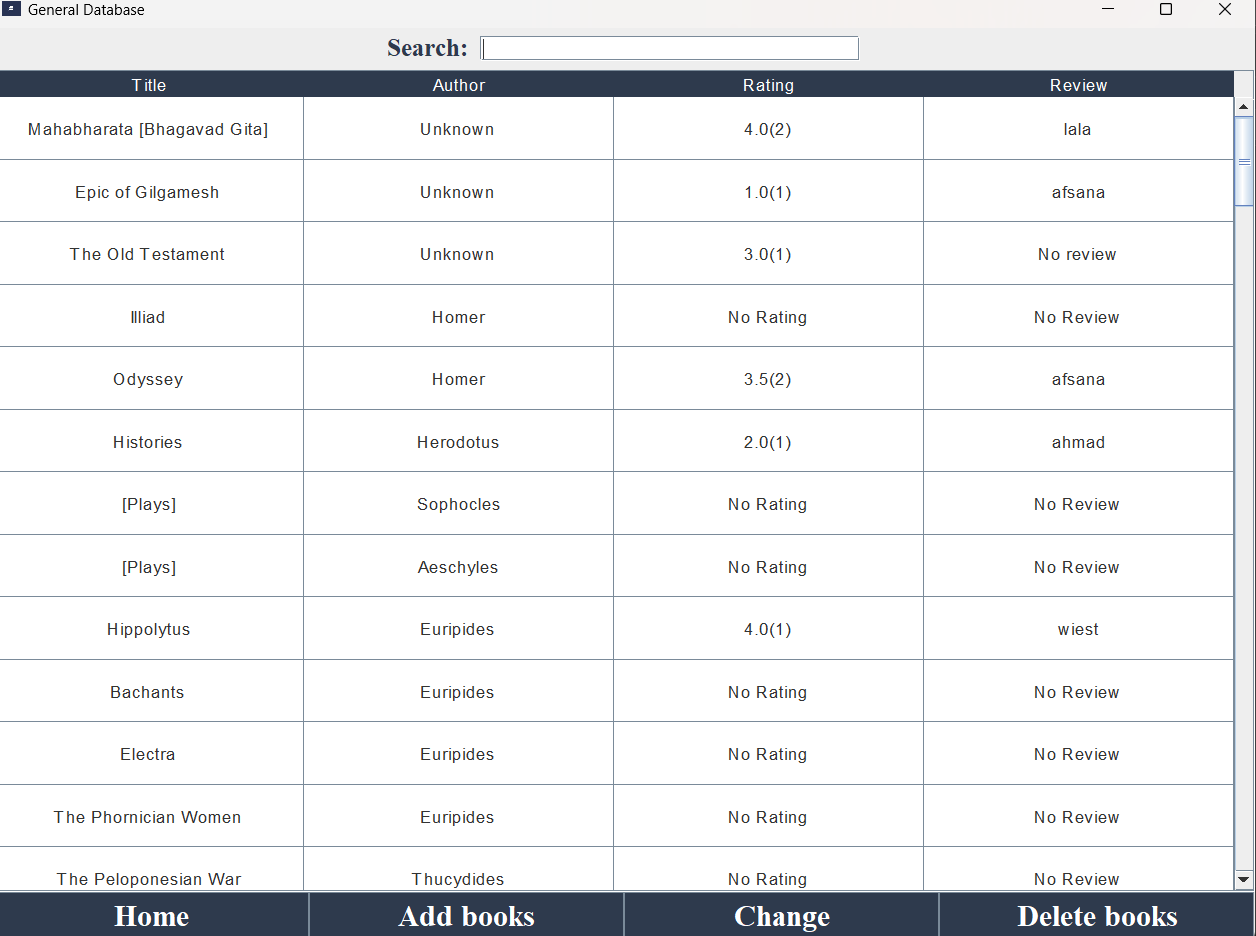 General Database
Search:
Title Author Rating Review
Mahabharata [Bhagavad Gita] Unknown 4.0(2) lala
Epic of Gilgamesh Unknown 1.0(1) afsana
The Old Testament Unknown 3.0(1) No review
Illiad Homer No Rating No Review
Odyssey Homer 3.5(2) afsana
Histories Herodotus 2.0(1) ahmad
[Plays] Sophocles No Rating No Review
[Plays] Aeschyles No Rating No Review
Hippolytus Euripides 4.0(1) wiest
Bachants Euripides No Rating No Review
Electra Euripides No Rating No Review
The Phornician Women Euripides No Rating No Review
The Peloponesian War Thucydides No Rating No Review
Home Add books Change Delete books